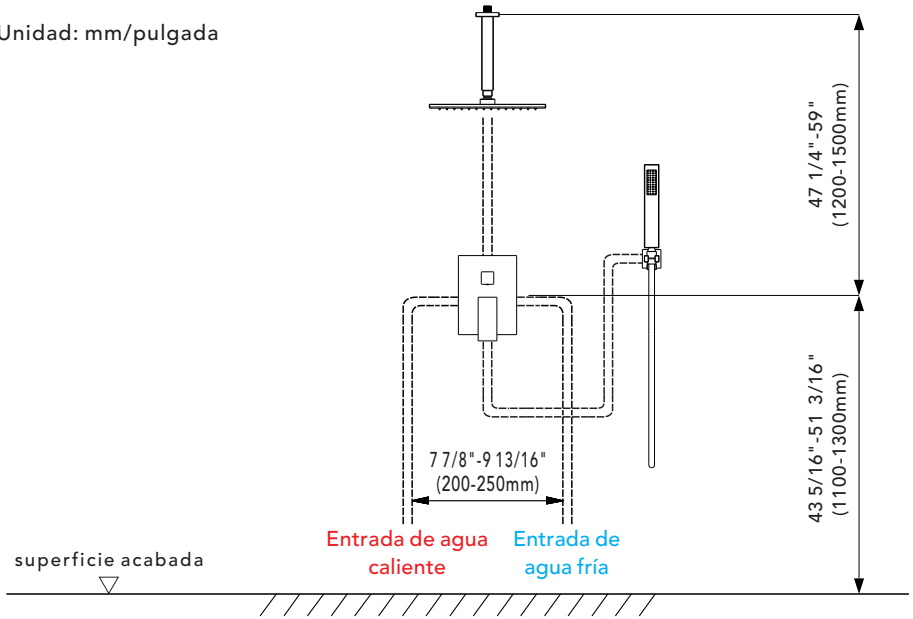 Unidad: mm/pulgada
47 1/4"-59"
(1200-1500mm)
43 5/16"-51 3/16"
(1100-1300mm)
7 7/8"-9 13/16"
(200-250mm)
Entrada de agua
caliente
Entrada de
agua fría
superficie acabada